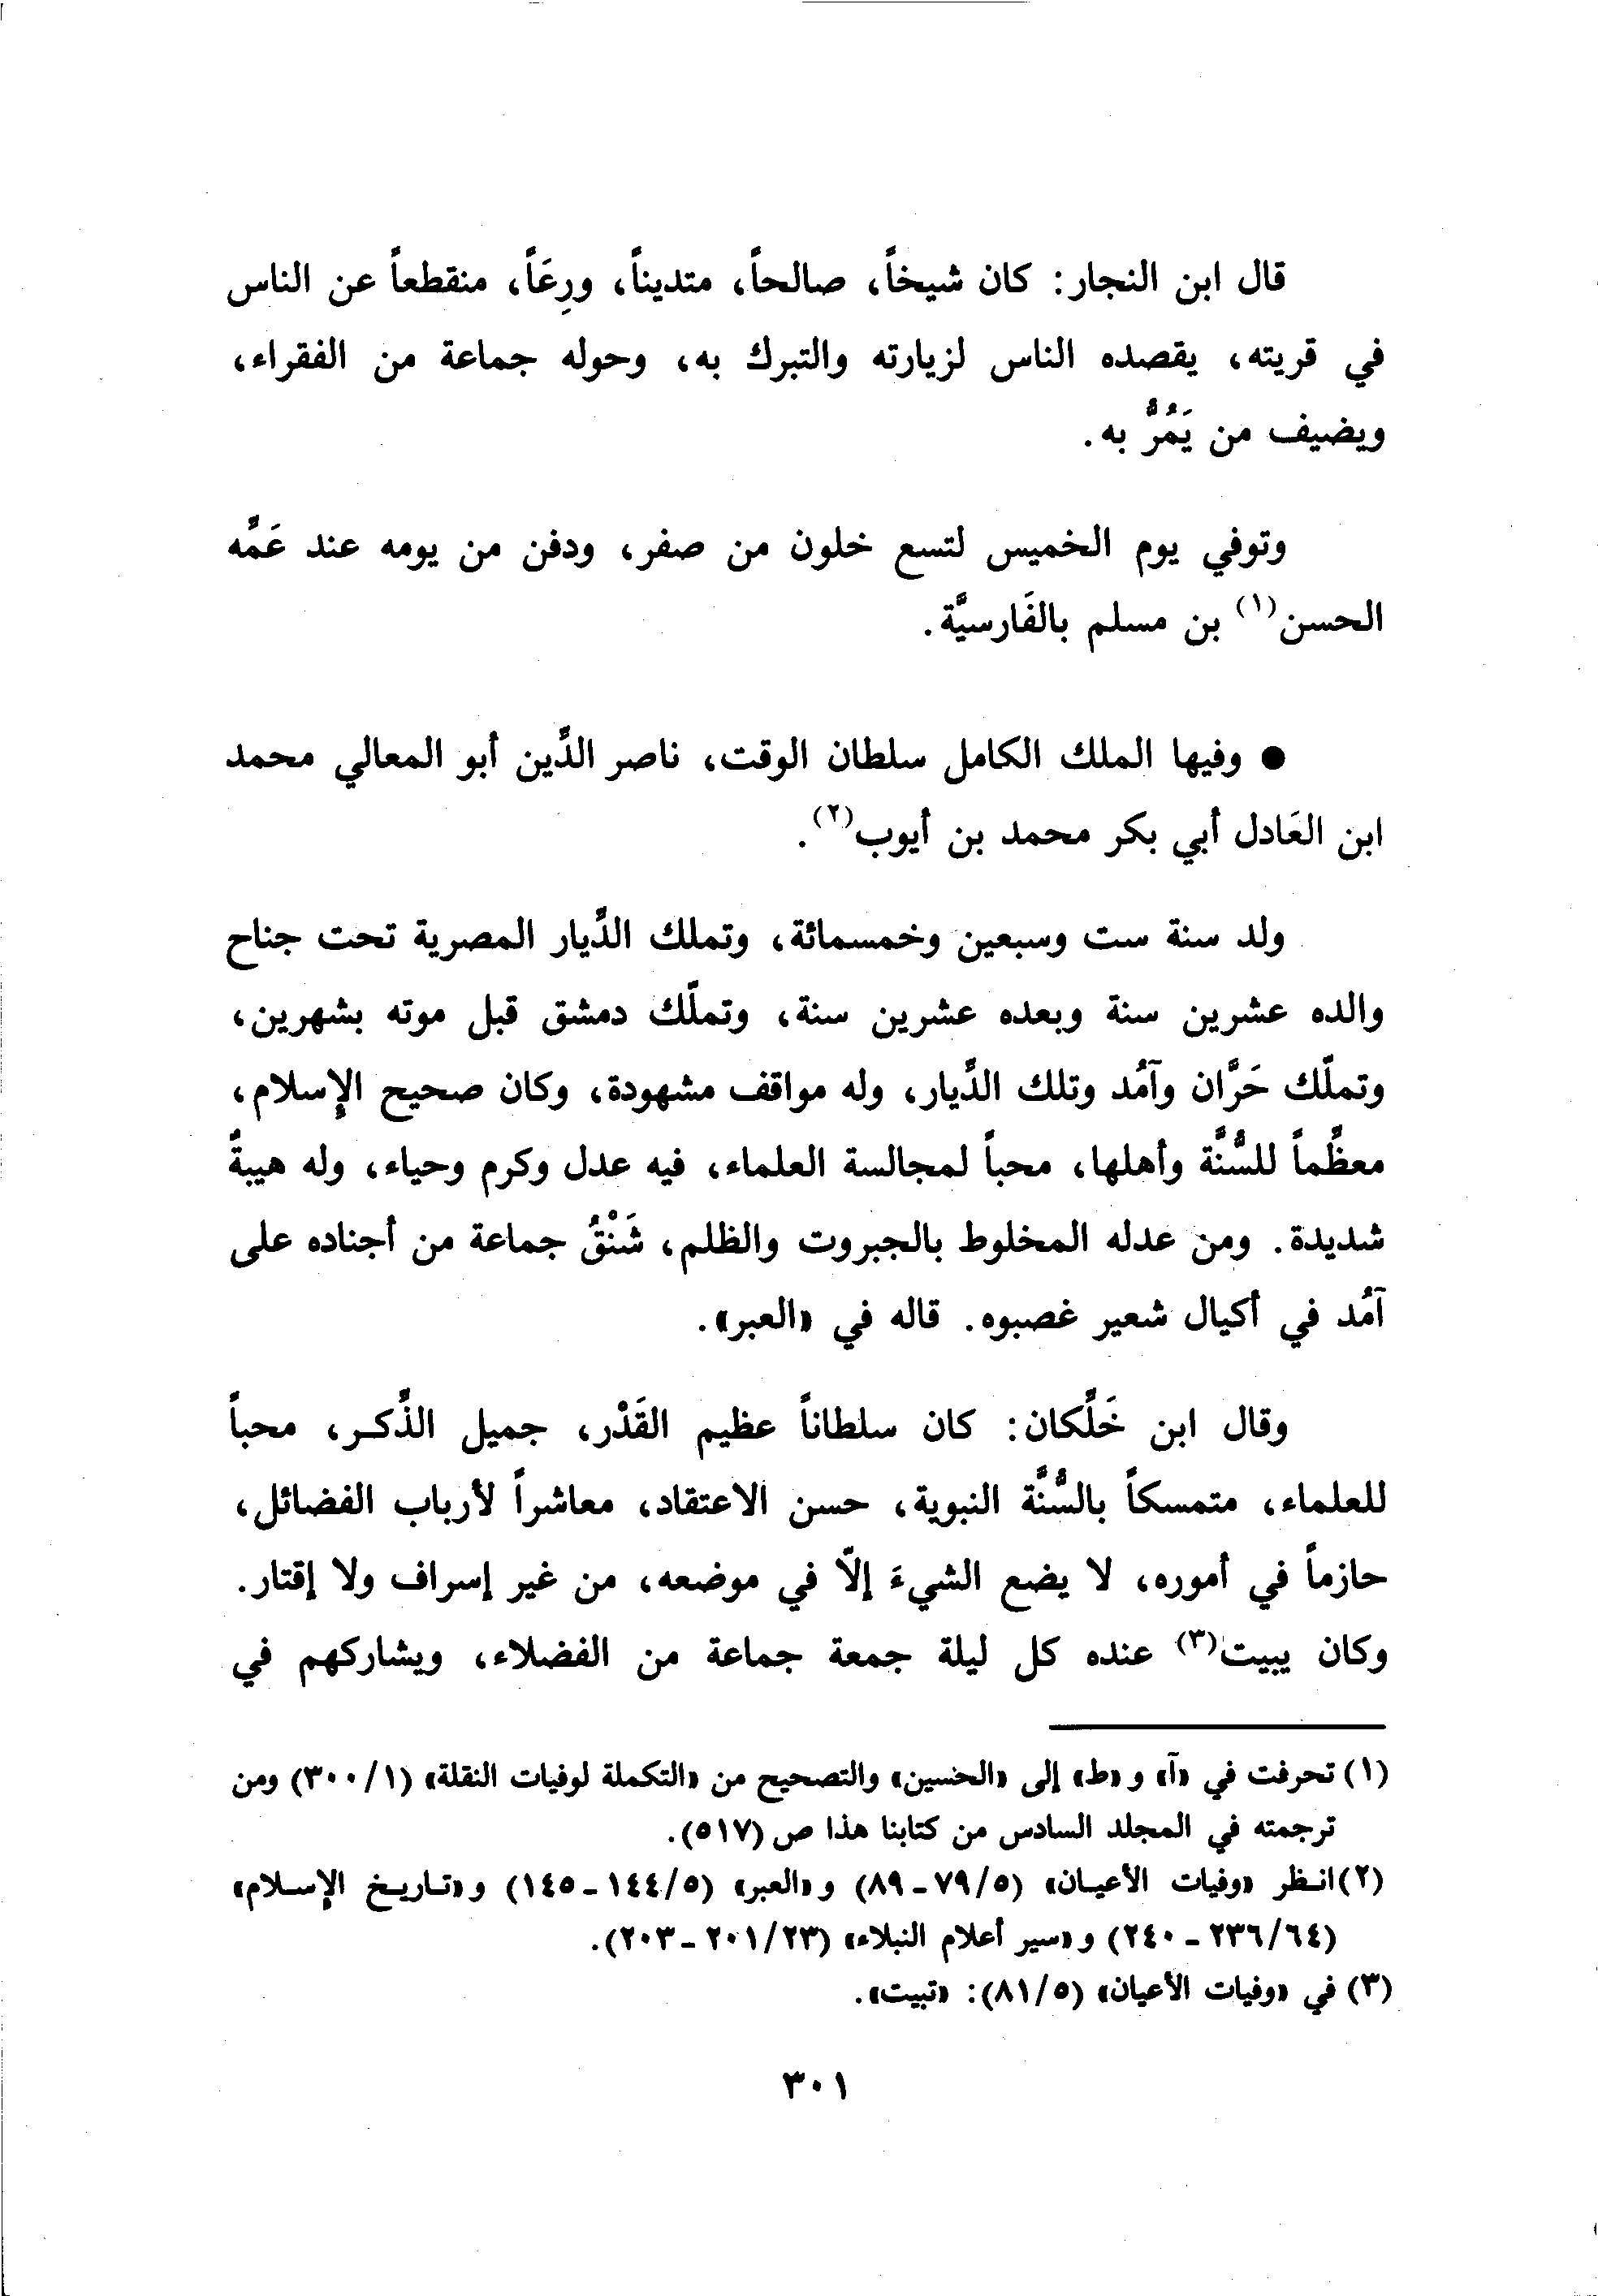 قال ابن النجار: كان شيخاً، صالحاً، متديناً، ورِعَاً، منقطعاً عن الناس
في قريته، يقصده الناس لزيارته والتبرك به، وحوله جماعة من الفقراء،
ويضيف من يَمُرُّ به.
وتوفي يوم الخميس لتسع خلون من صفر، ودفن من يومه عند عَمِّه
الحسن(١) بن مسلم بالفَارسيَّة.
● وفيها الملك الكامل سلطان الوقت، ناصر الدِّين أبو المعالي محمد
ابن العَادل أبي بكر محمد بن أيوب(٢).
ولد سنة ست وسبعين وخمسمائة، وتملك الدِّيار المصرية تحت جناح
والده عشرين سنة وبعده عشرين سنة، وتملّك دمشق قبل موته بشهرين،
وتملّك حَرَّان وآمُد وتلك الدِّيار، وله مواقف مشهودة، وكان صحيح الإِسلام،
معظِّماً للسُّنَّة وأهلها، محباً لمجالسة العلماء، فيه عدل وكرم وحياء، وله هيبةٌ
شديدة. ومن عدله المخلوط بالجبروت والظلم، شَنْقُ جماعة من أجناده على
آمُد في أكيال شعير غصبوه. قاله في «العبر».
وقال ابن خَلِّكان: كان سلطاناً عظيم القَدْر، جميل الذِّكر، محباً
للعلماء، متمسكاً بالسُّنَّة النبوية، حسن الاعتقاد، معاشراً لأرباب الفضائل،
حازماً في أموره، لا يضع الشيءَ إلّا في موضعه، من غير إسراف ولا إقتار.
وكان يبيت(٣) عنده كل ليلة جمعة جماعة من الفضلاء، ويشاركهم في
(١) تحرفت في «آ» و «ط» إلى «الحسين» والتصحيح من «التكملة لوفيات النقلة» (٣٠٠/١) ومن
ترجمته في المجلد السادس من كتابنا هذا ص (٥١٧).
(٢) انظر «وفيات الأعيان» (٧٩/٥ - ٨٩) و «العبر» (١٤٤/٥ - ١٤٥) و «تاريخ الإسلام»
(٢٣٦/٦٤ - ٢٤٠) و «سير أعلام النبلاء» (٢٠١/٢٣ - ٢٠٣).
(٣) في «وفيات الأعيان» (٨١/٥): «تبيت».
٣٠١